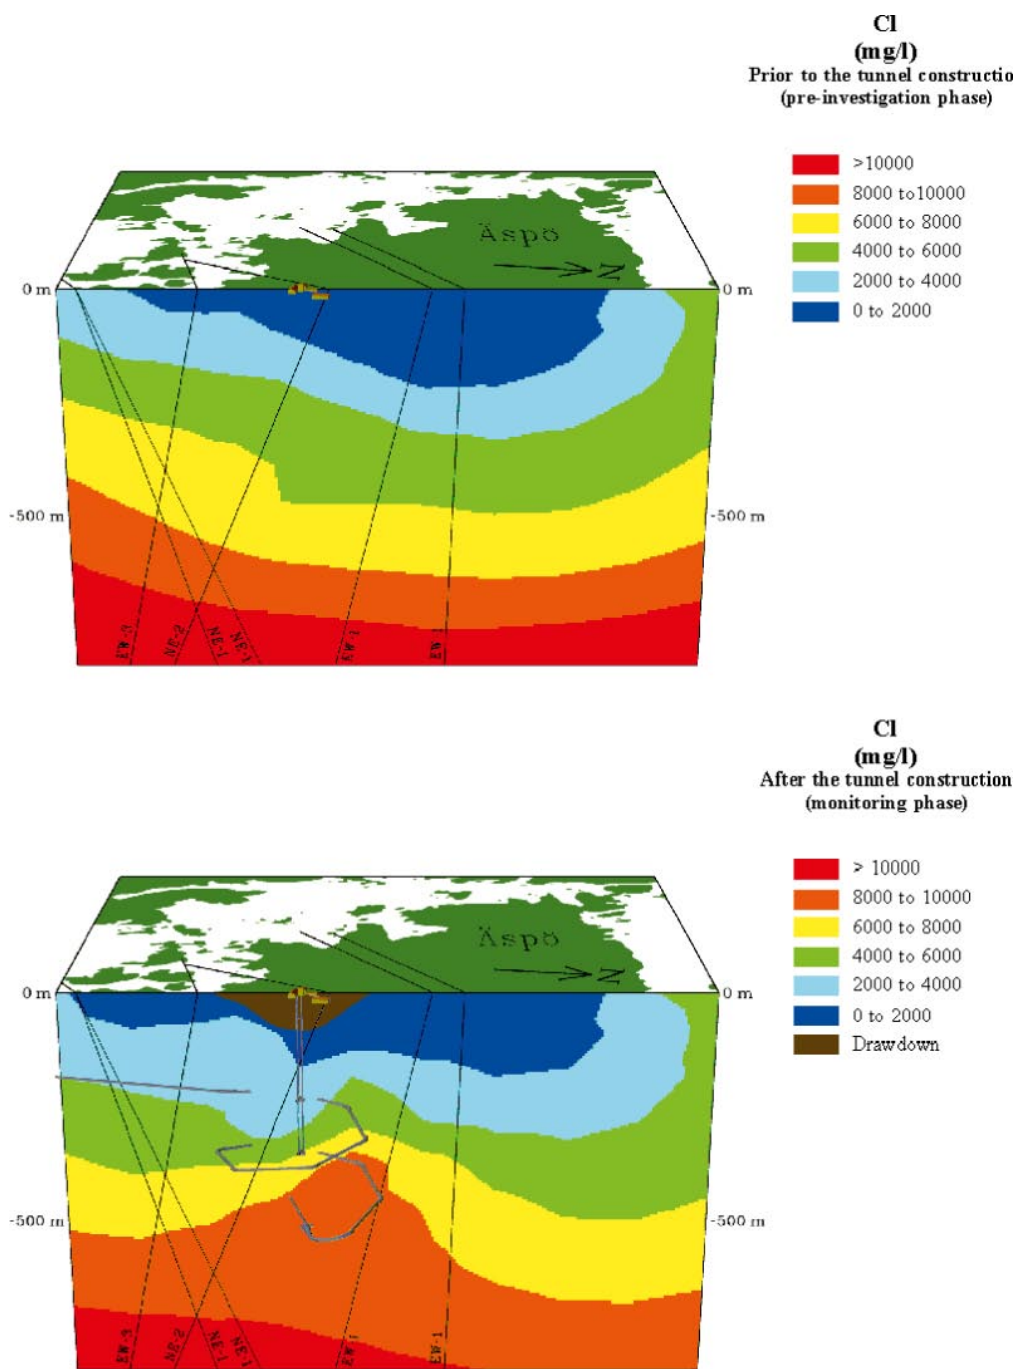 Cl
(mg/l)
Prior to the tunnel constructio
(pre-investigation phase)
>10000
8000 to10000
6000 to 8000
4000 to 6000
2000 to 4000
0 to 2000
Äspö
N
0 m
0 m
-500 m
-500 m
EW-3
NE-2
NE-1
NE-1
EW-1
EW-1
Cl
(mg/l)
After the tunnel construction
(monitoring phase)
> 10000
8000 to 10000
6000 to 8000
4000 to 6000
2000 to 4000
0 to 2000
Drawdown
Äspö
N
0 m
0 m
-500 m
-500 m
EW-3
NE-2
NE-1
NE-1
EW-1
EW-1